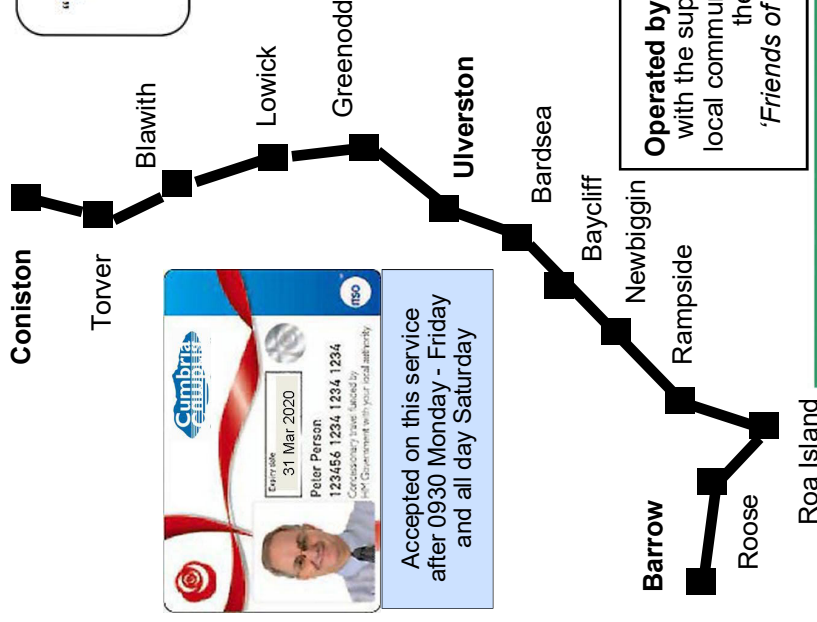 “
Coniston
Torver
Blawith
Lowick
Greenodd
Ulverston
Bardsea
Baycliff
Newbiggin
Rampside
Roa Island
Roose
Barrow
Cumbria
Expiry date
31 Mar 2020
Peter Person
123456 1234 1234 1234
Concessionary travel funded by
HM Government with your local authority
itso
Accepted on this service
after 0930 Monday - Friday
and all day Saturday
Operated by
with the sup
local commun
the
‘Friends of